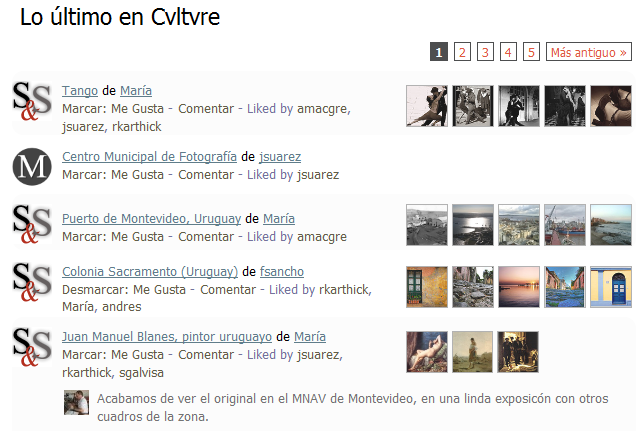 Lo último en Cvltvre
1 2 3 4 5 Más antiguo »
S&S
Tango de María
Marcar: Me Gusta - Comentar - Liked by amacgre,
jsuarez, rkarthick
M
Centro Municipal de Fotografía de jsuarez
Marcar: Me Gusta - Comentar - Liked by jsuarez
S&S
Puerto de Montevideo, Uruguay de María
Marcar: Me Gusta - Comentar - Liked by amacgre
S&S
Colonia Sacramento (Uruguay) de fsancho
Desmarcar: Me Gusta - Comentar - Liked by rkarthick,
María, andres
S&S
Juan Manuel Blanes, pintor uruguayo de María
Marcar: Me Gusta - Comentar - Liked by jsuarez,
rkarthick, sgalvisa
Acabamos de ver el original en el MNAV de Montevideo, en una linda exposicón con otros
cuadros de la zona.